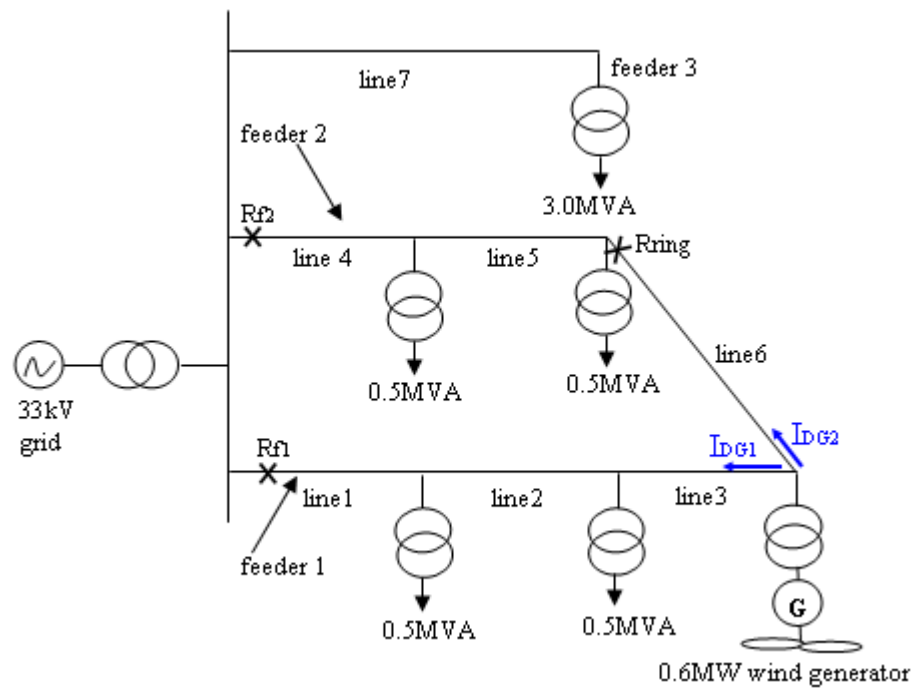 feeder 3
line7
feeder 2
3.0MVA
Rf2
Rring
line 4
line5
line6
0.5MVA
0.5MVA
33kV
grid
Rf1
IDG1
IDG2
line1
line2
line3
feeder 1
G
0.5MVA
0.5MVA
0.6MW wind generator